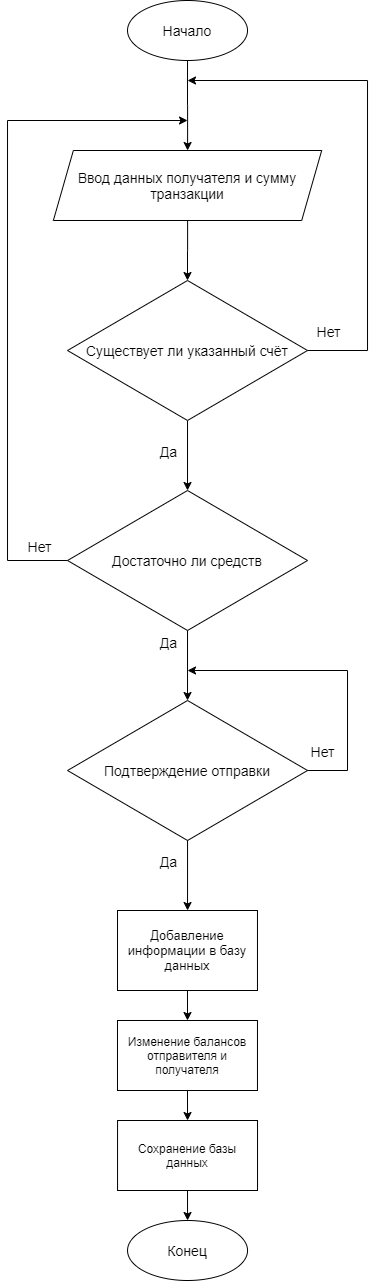 Начало
Ввод данных получателя и сумму
транзакции
Нет
Существует ли указанный счёт
Да
Нет
Достаточно ли средств
Да
Нет
Подтверждение отправки
Да
Добавление
информации в базу
данных
Изменение балансов
отправителя и
получателя
Сохранение базы
данных
Конец